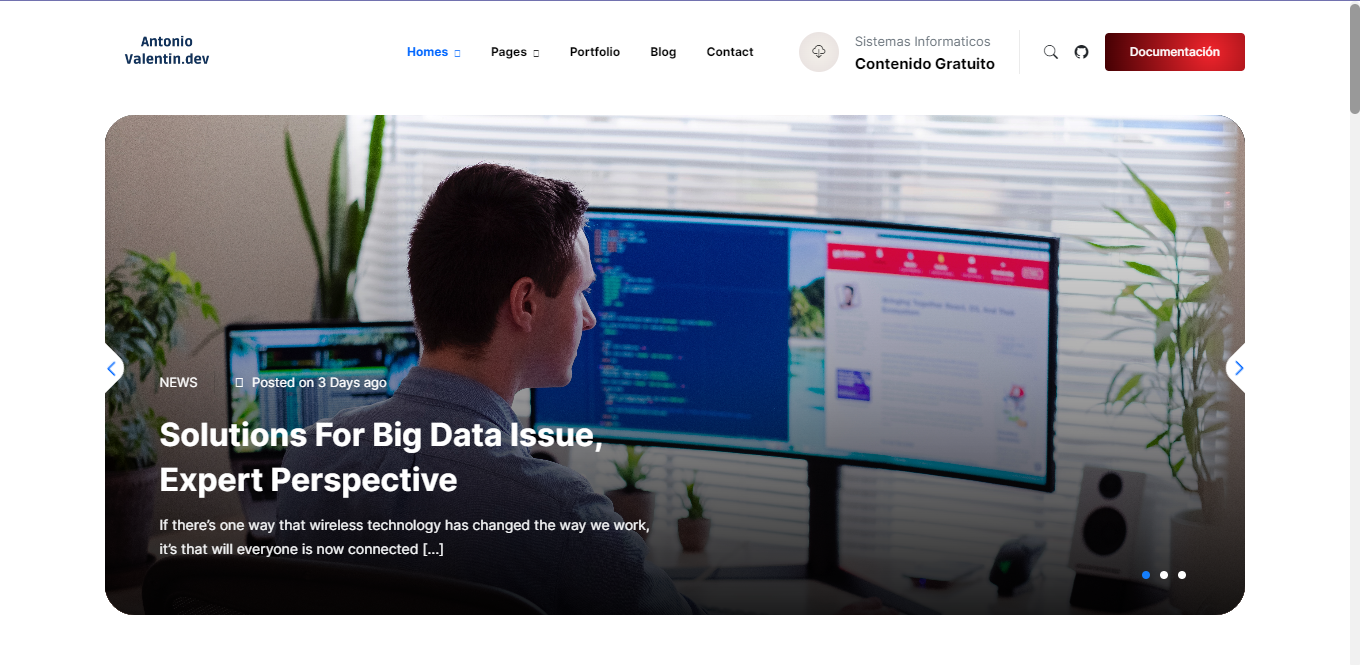 Antonio
Valentin.dev
Homes
Pages
Portfolio
Blog
Contact
Sistemas Informaticos
Contenido Gratuito
Documentación
NEWS
Posted on 3 Days ago
Solutions For Big Data Issue,
Expert Perspective
If there’s one way that wireless technology has changed the way we work,
it’s that will everyone is now connected [...]